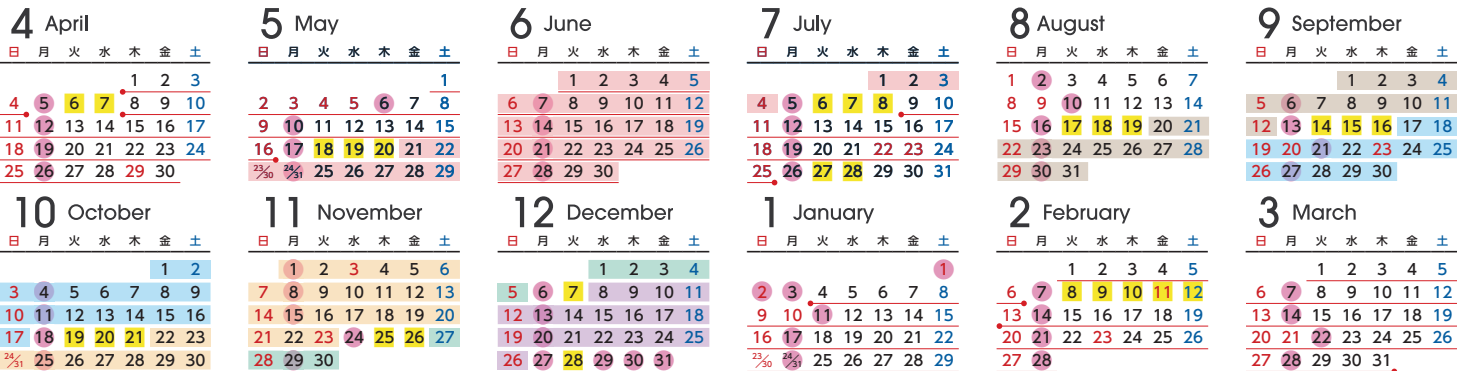 4 April
日 月 火 水 木 金 土
1 2 3
4 5 6 7 8 9 10
11 12 13 14 15 16 17
18 19 20 21 22 23 24
25 26 27 28 29 30
5 May
日 月 火 水 木 金 土
1
2 3 4 5 6 7 8
9 10 11 12 13 14 15
16 17 18 19 20 21 22
23/30 24/31 25 26 27 28 29
6 June
日 月 火 水 木 金 土
1 2 3 4 5
6 7 8 9 10 11 12
13 14 15 16 17 18 19
20 21 22 23 24 25 26
27 28 29 30
7 July
日 月 火 水 木 金 土
1 2 3
4 5 6 7 8 9 10
11 12 13 14 15 16 17
18 19 20 21 22 23 24
25 26 27 28 29 30 31
8 August
日 月 火 水 木 金 土
1 2 3 4 5 6 7
8 9 10 11 12 13 14
15 16 17 18 19 20 21
22 23 24 25 26 27 28
29 30 31
9 September
日 月 火 水 木 金 土
1 2 3 4
5 6 7 8 9 10 11
12 13 14 15 16 17 18
19 20 21 22 23 24 25
26 27 28 29 30
10 October
日 月 火 水 木 金 土
1 2
3 4 5 6 7 8 9
10 11 12 13 14 15 16
17 18 19 20 21 22 23
24/31 25 26 27 28 29 30
11 November
日 月 火 水 木 金 土
1 2 3 4 5 6
7 8 9 10 11 12 13
14 15 16 17 18 19 20
21 22 23 24 25 26 27
28 29 30
12 December
日 月 火 水 木 金 土
1 2 3 4
5 6 7 8 9 10 11
12 13 14 15 16 17 18
19 20 21 22 23 24 25
26 27 28 29 30 31
1 January
日 月 火 水 木 金 土
1
2 3 4 5 6 7 8
9 10 11 12 13 14 15
16 17 18 19 20 21 22
23/30 24/31 25 26 27 28 29
2 February
日 月 火 水 木 金 土
1 2 3 4 5
6 7 8 9 10 11 12
13 14 15 16 17 18 19
20 21 22 23 24 25 26
27 28
3 March
日 月 火 水 木 金 土
1 2 3 4 5
6 7 8 9 10 11 12
13 14 15 16 17 18 19
20 21 22 23 24 25 26
27 28 29 30 31